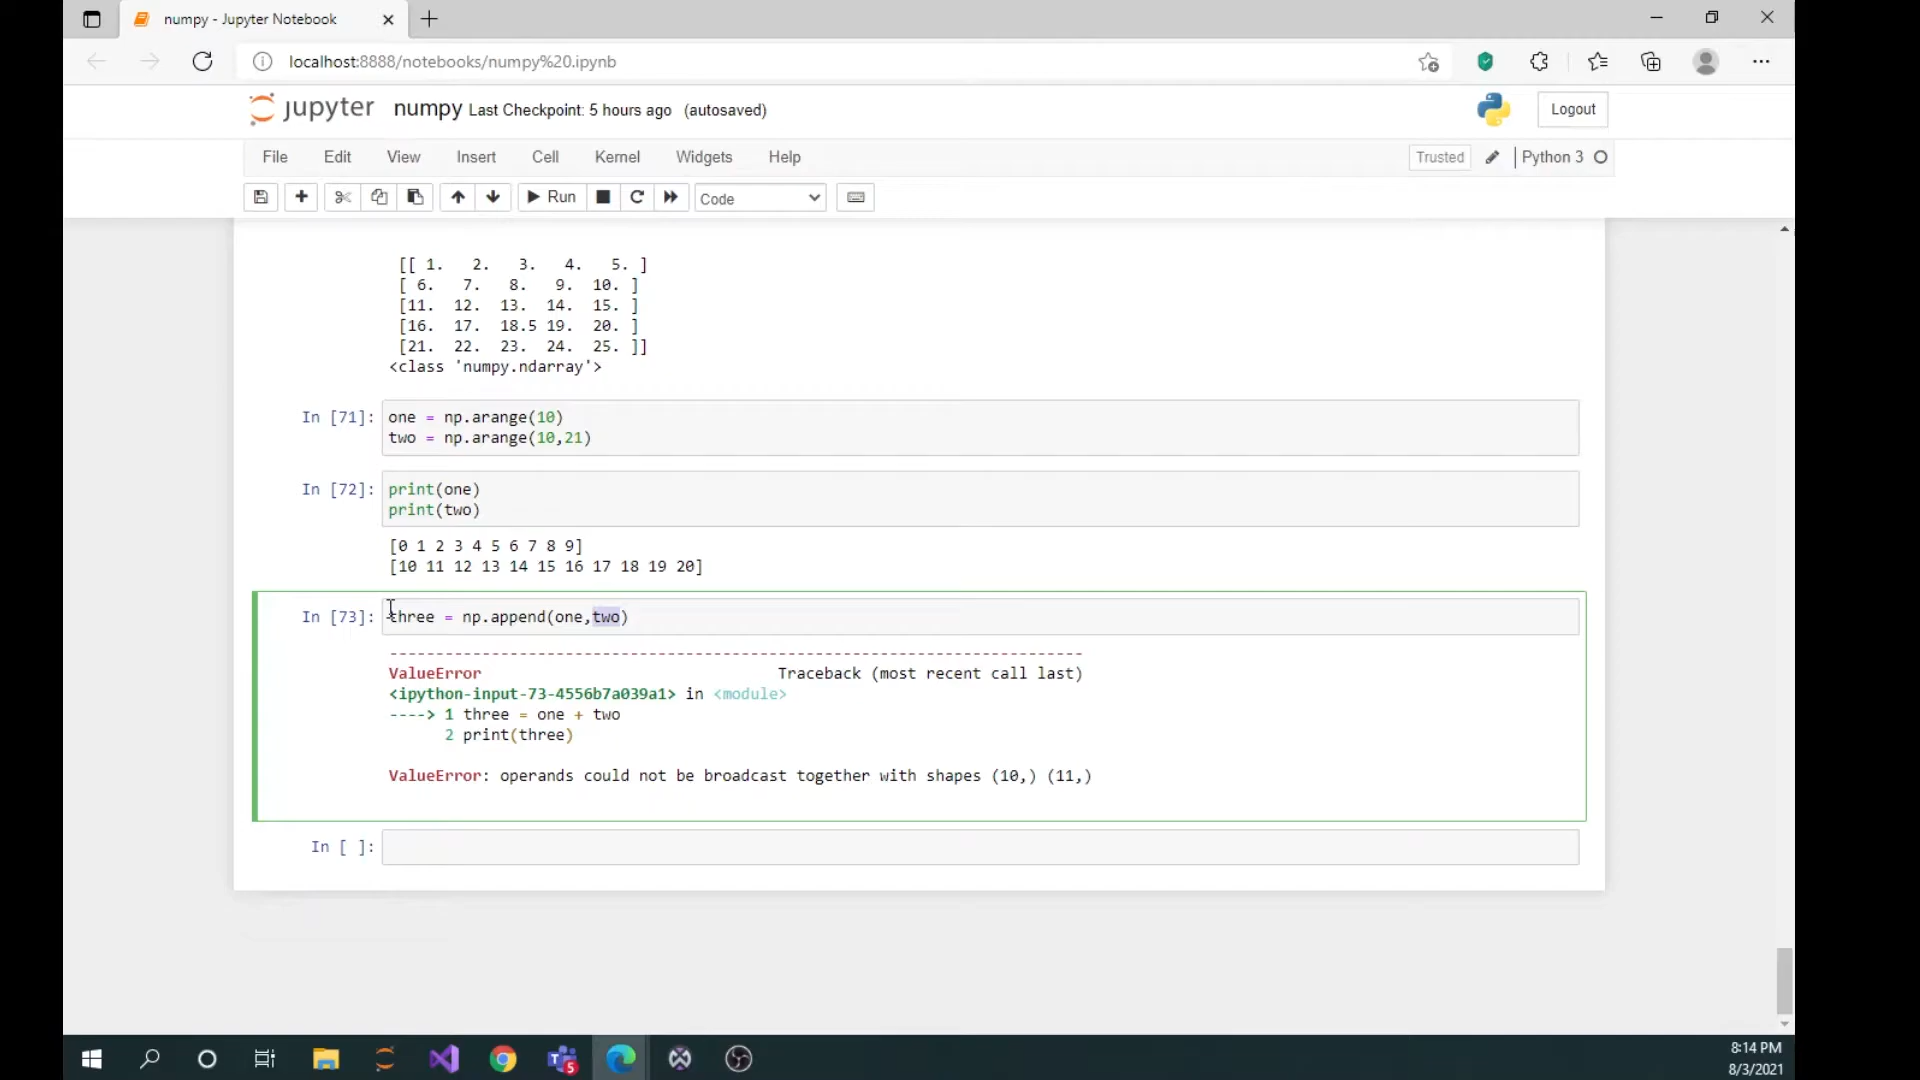 numpy - Jupyter Notebook
localhost:8888/notebooks/numpy%20.ipynb
jupyter numpy Last Checkpoint: 5 hours ago (autosaved)
Logout
File Edit View Insert Cell Kernel Widgets Help
Trusted Python 3
Run Code
[[ 1. 2. 3. 4. 5. ]
[ 6. 7. 8. 9. 10. ]
[11. 12. 13. 14. 15. ]
[16. 17. 18.5 19. 20. ]
[21. 22. 23. 24. 25. ]]
<class 'numpy.ndarray'>
In [71]: one = np.arange(10)
two = np.arange(10,21)
In [72]: print(one)
print(two)
[0 1 2 3 4 5 6 7 8 9]
[10 11 12 13 14 15 16 17 18 19 20]
In [73]: three = np.append(one,two)
---------------------------------------------------------------------------
ValueError Traceback (most recent call last)
<ipython-input-73-4556b7a039a1> in <module>
----> 1 three = one + two
2 print(three)
ValueError: operands could not be broadcast together with shapes (10,) (11,)
In [ ]:
5
8:14 PM
8/3/2021